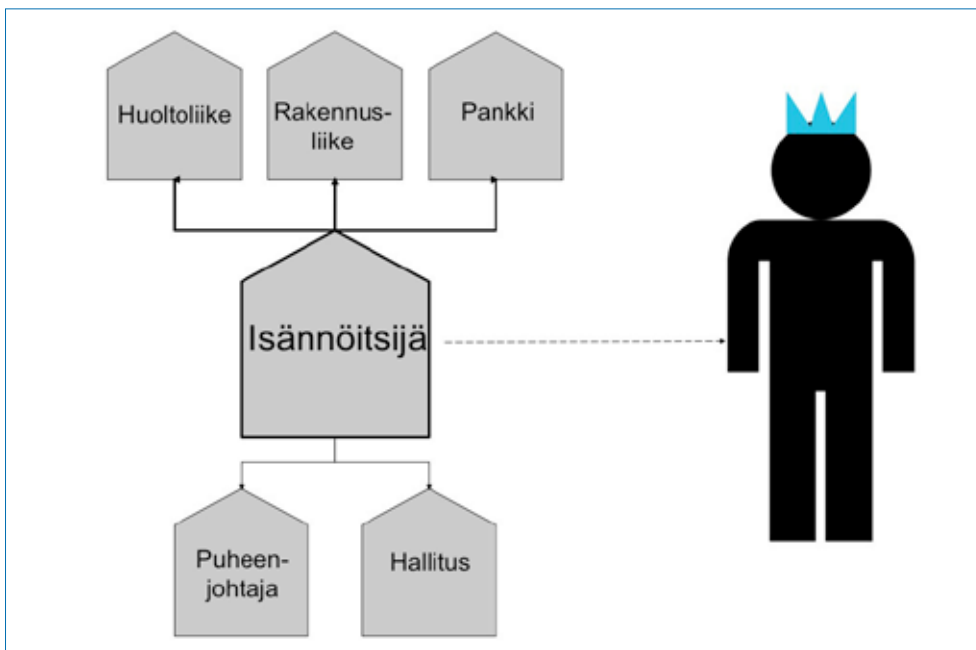 Huoltoliike
Rakennus-
liike
Pankki
Isännöitsijä
Puheen-
johtaja
Hallitus